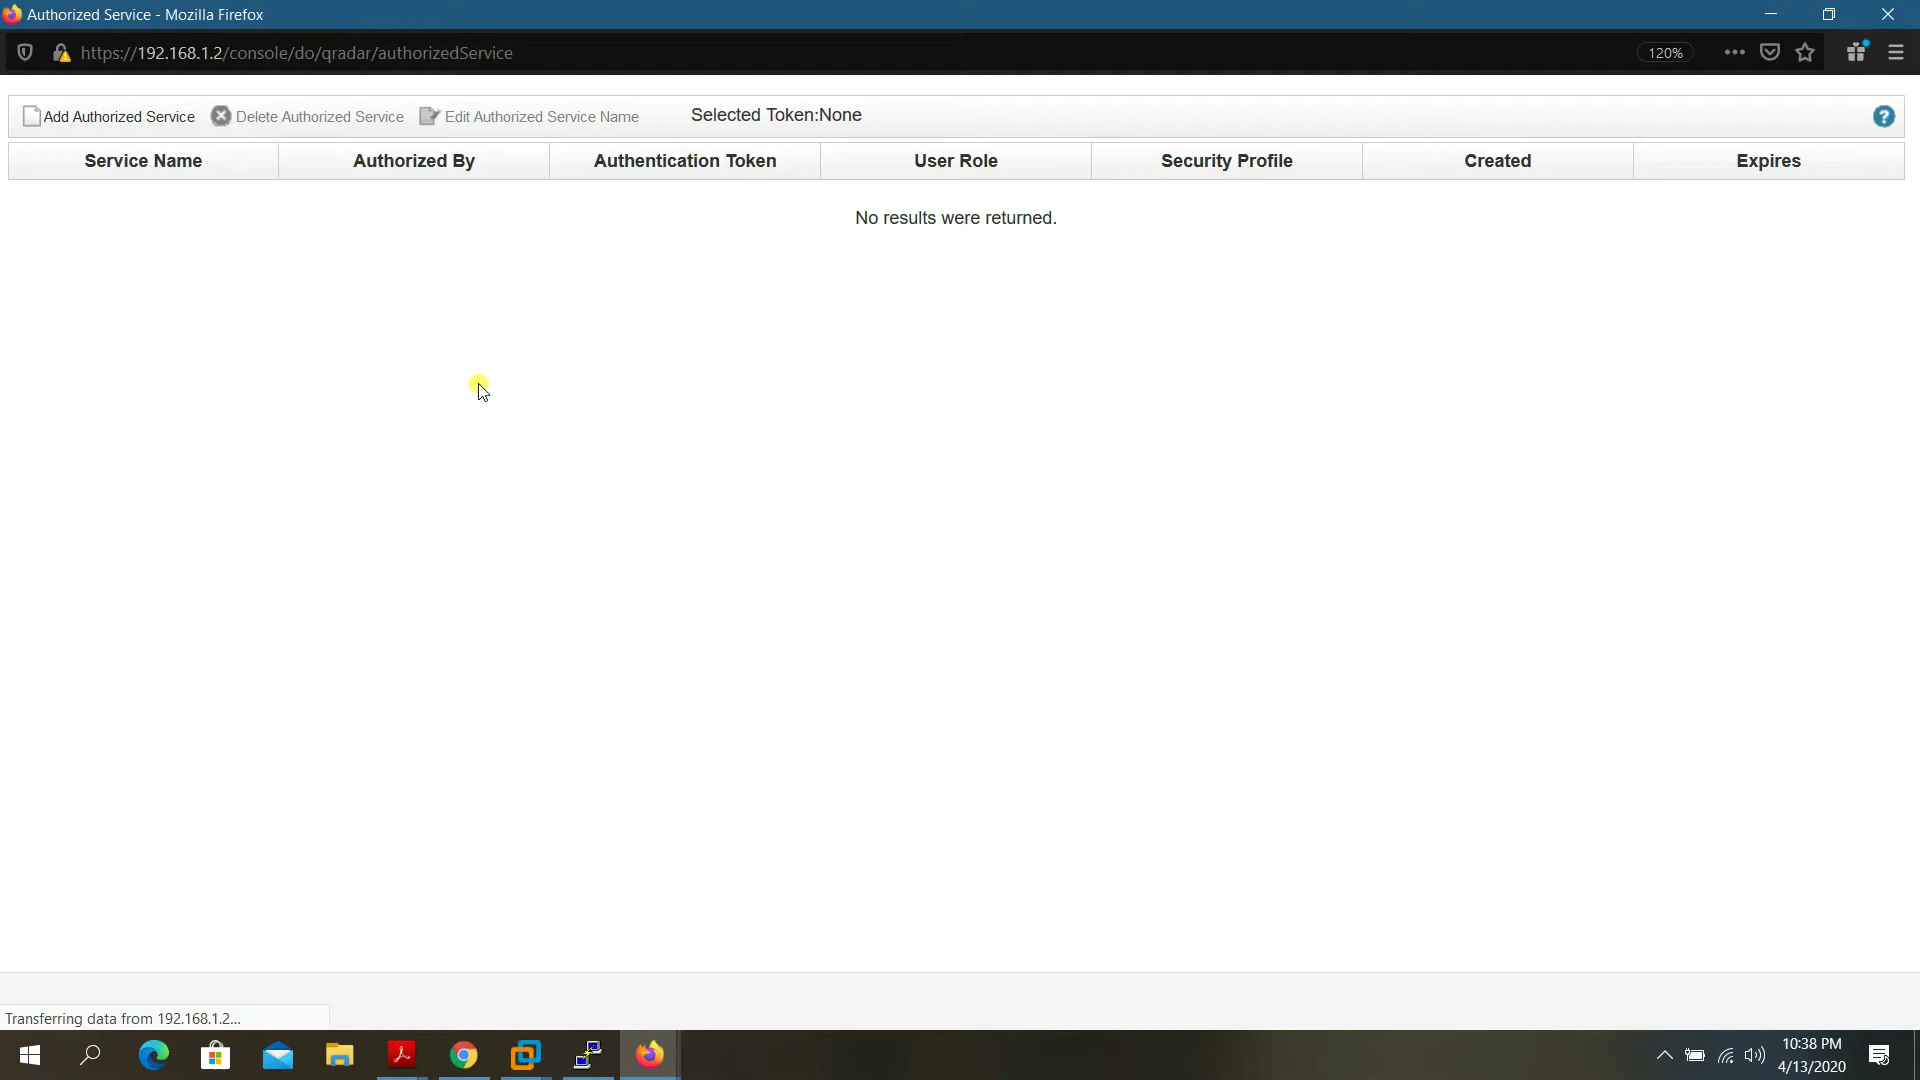 Authorized Service - Mozilla Firefox
https://192.168.1.2/console/do/qradar/authorizedService
120%
Add Authorized Service Delete Authorized Service Edit Authorized Service Name Selected Token:None ?
Service Name Authorized By Authentication Token User Role Security Profile Created Expires
No results were returned.
Transferring data from 192.168.1.2...
10:38 PM
4/13/2020